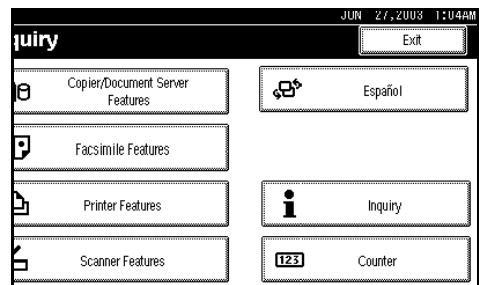 JUN 27,2003 1:04AM
quiry
Exit
Copier/Document Server
Features
Español
Facsimile Features
Printer Features
Inquiry
Scanner Features
123
Counter